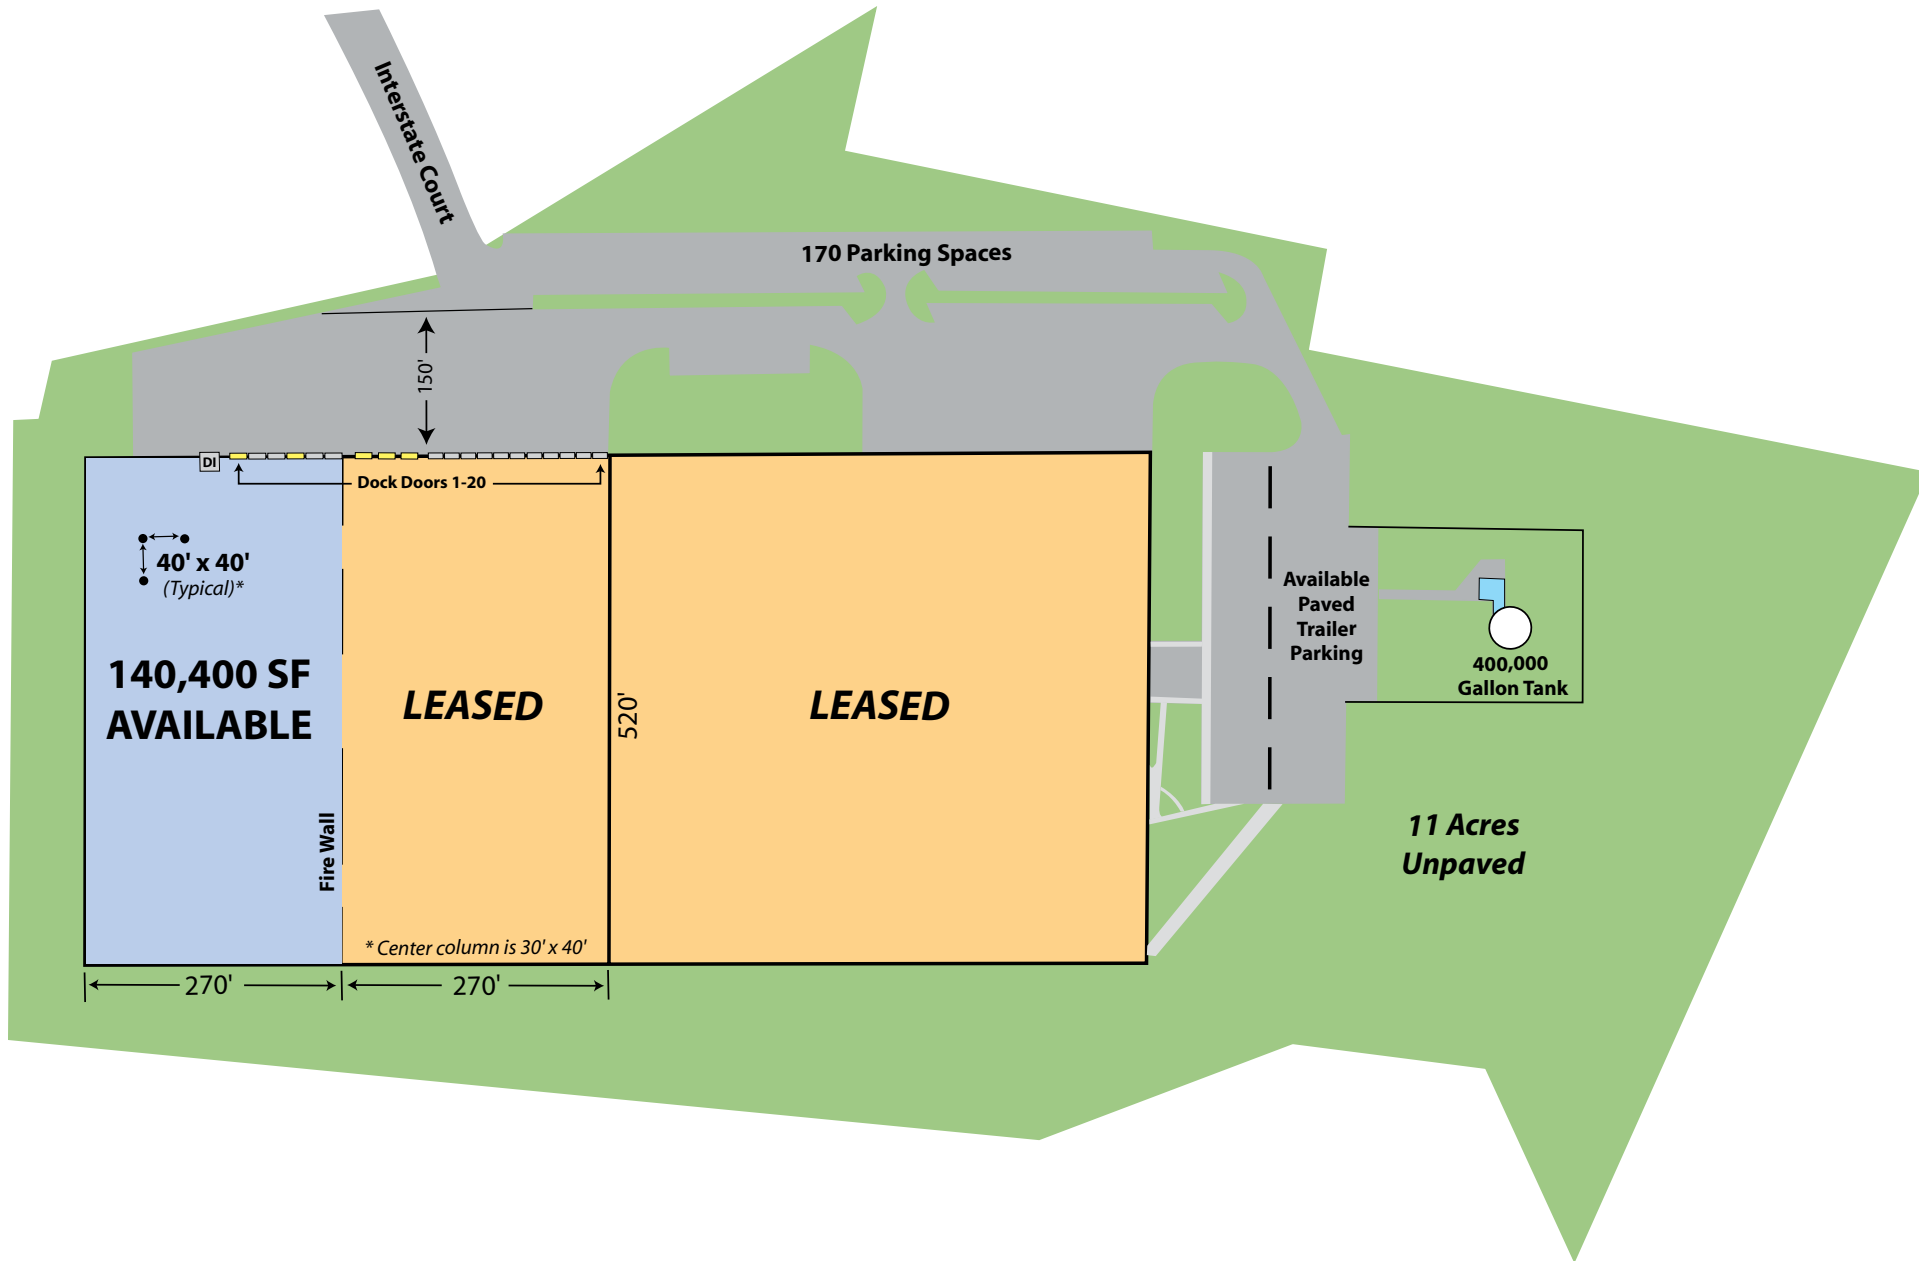 Interstate Court
170 Parking Spaces
150'
DI
Dock Doors 1-20
40' x 40'
(Typical)*
140,400 SF
AVAILABLE
Fire Wall
LEASED
* Center column is 30' x 40'
520'
LEASED
270'
270'
Available
Paved
Trailer
Parking
400,000
Gallon Tank
11 Acres
Unpaved